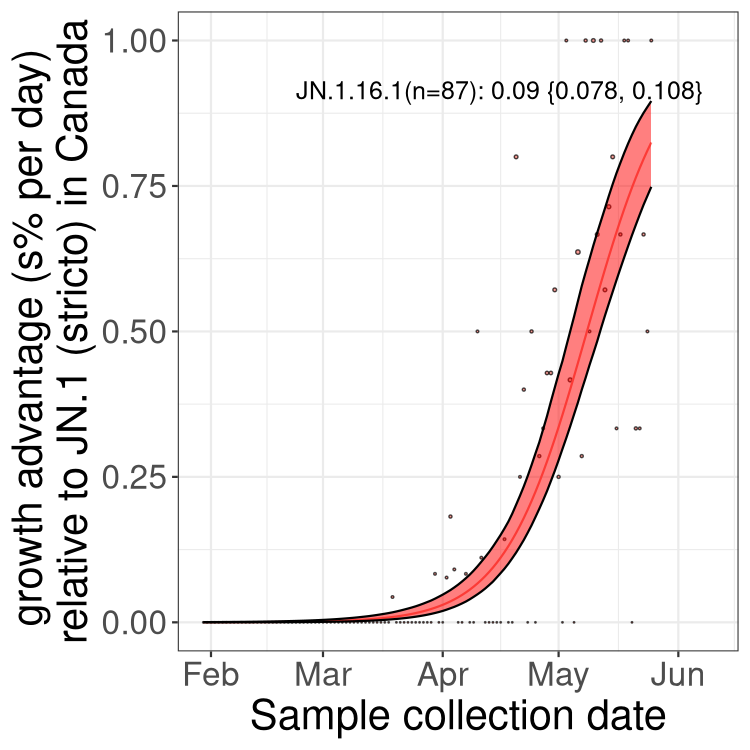 growth advantage (s% per day)
relative to JN.1 (stricto) in Canada
1.00
0.75
0.50
0.25
0.00
JN.1.16.1(n=87): 0.09 {0.078, 0.108}
Feb Mar Apr May Jun
Sample collection date